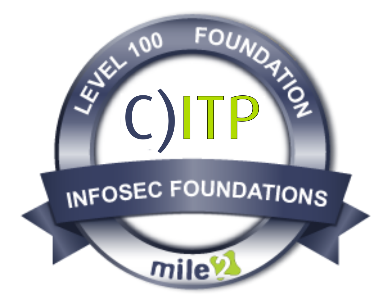 LEVEL 100 FOUNDATION
C)ITP
INFOSEC FOUNDATIONS
mile2